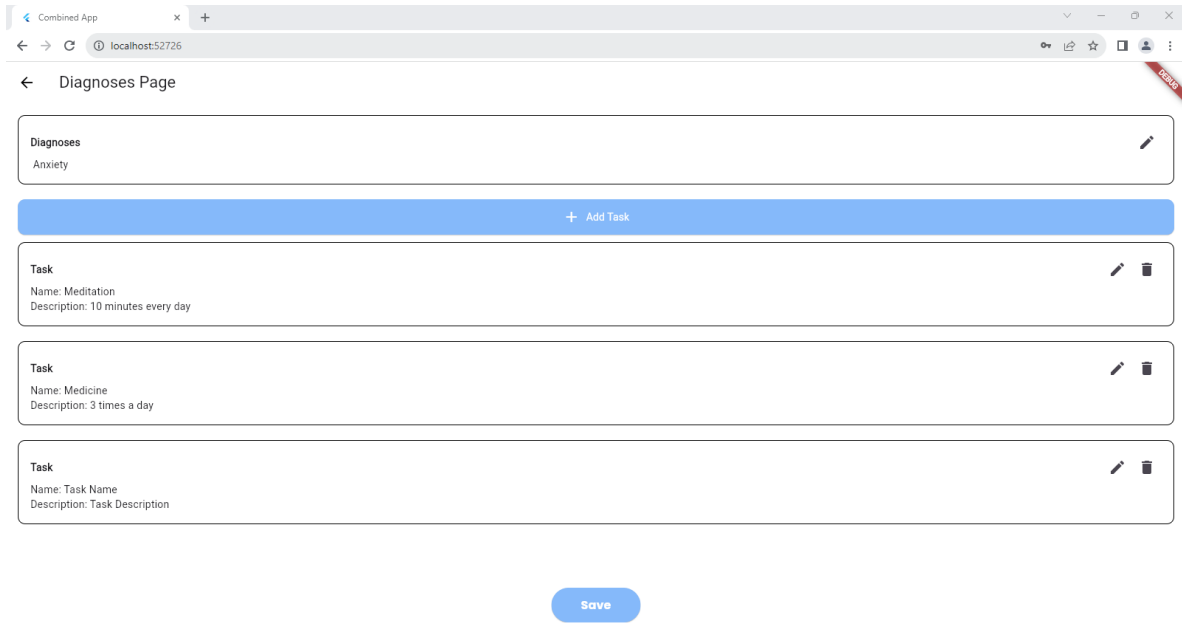 Combined App
localhost:52726
Diagnoses Page
DEBUG
Diagnoses
Anxiety
Add Task
Task
Name: Meditation
Description: 10 minutes every day
Task
Name: Medicine
Description: 3 times a day
Task
Name: Task Name
Description: Task Description
Save